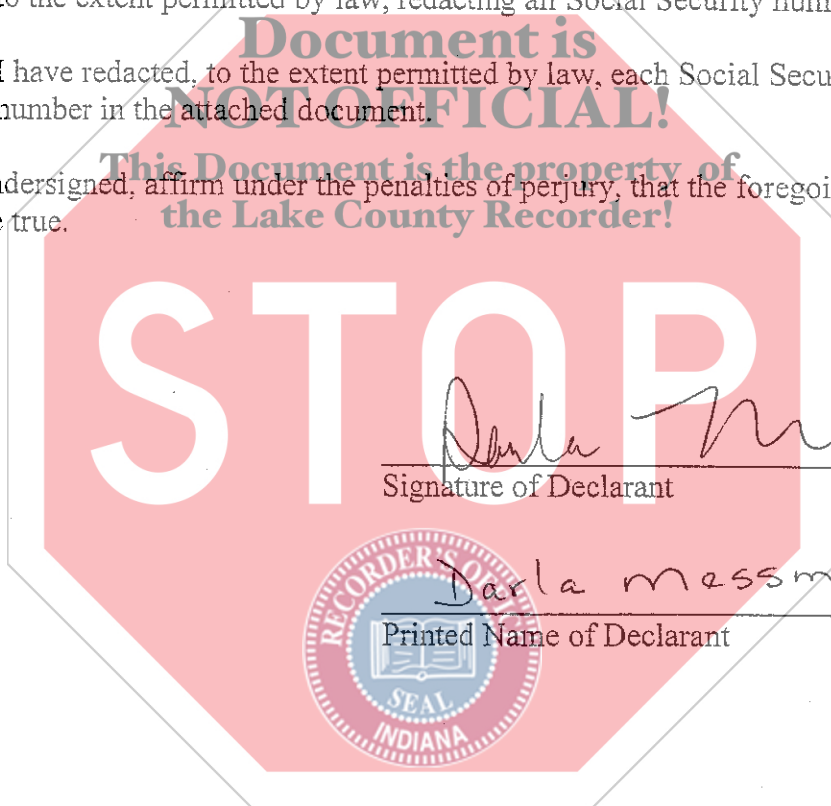 to the extent permitted by law, redacting all Social Security num
Document is
I have redacted, to the extent permitted by law, each Social Secu
NOT OFFICIAL!
number in the attached document.
This Document is the property of
ndersigned, affirm under the penalties of perjury, that the foregoi
the Lake County Recorder!
e true.
STOP
Darla M
Signature of Declarant
RECORDER'S OFFIC
Darla Messm
Printed Name of Declarant
SEAL
INDIANA